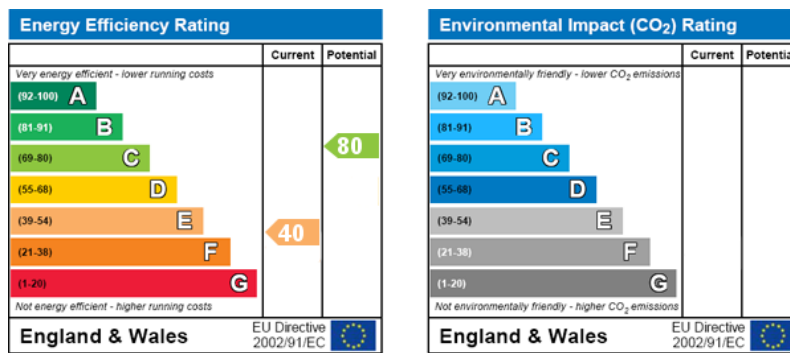 Energy Efficiency Rating
Current Potential
Very energy efficient - lower running costs
(92-100) A
(81-91) B
(69-80) C
(55-68) D
(39-54) E
(21-38) F
(1-20) G
80
40
Not energy efficient - higher running costs
England & Wales
EU Directive
2002/91/EC
Environmental Impact (CO₂) Rating
Current Potentia
Very environmentally friendly - lower CO₂ emissions
(92-100) A
(81-91) B
(69-80) C
(55-68) D
(39-54) E
(21-38) F
(1-20) G
Not environmentally friendly - higher CO₂ emissions
England & Wales
EU Directive
2002/91/EC